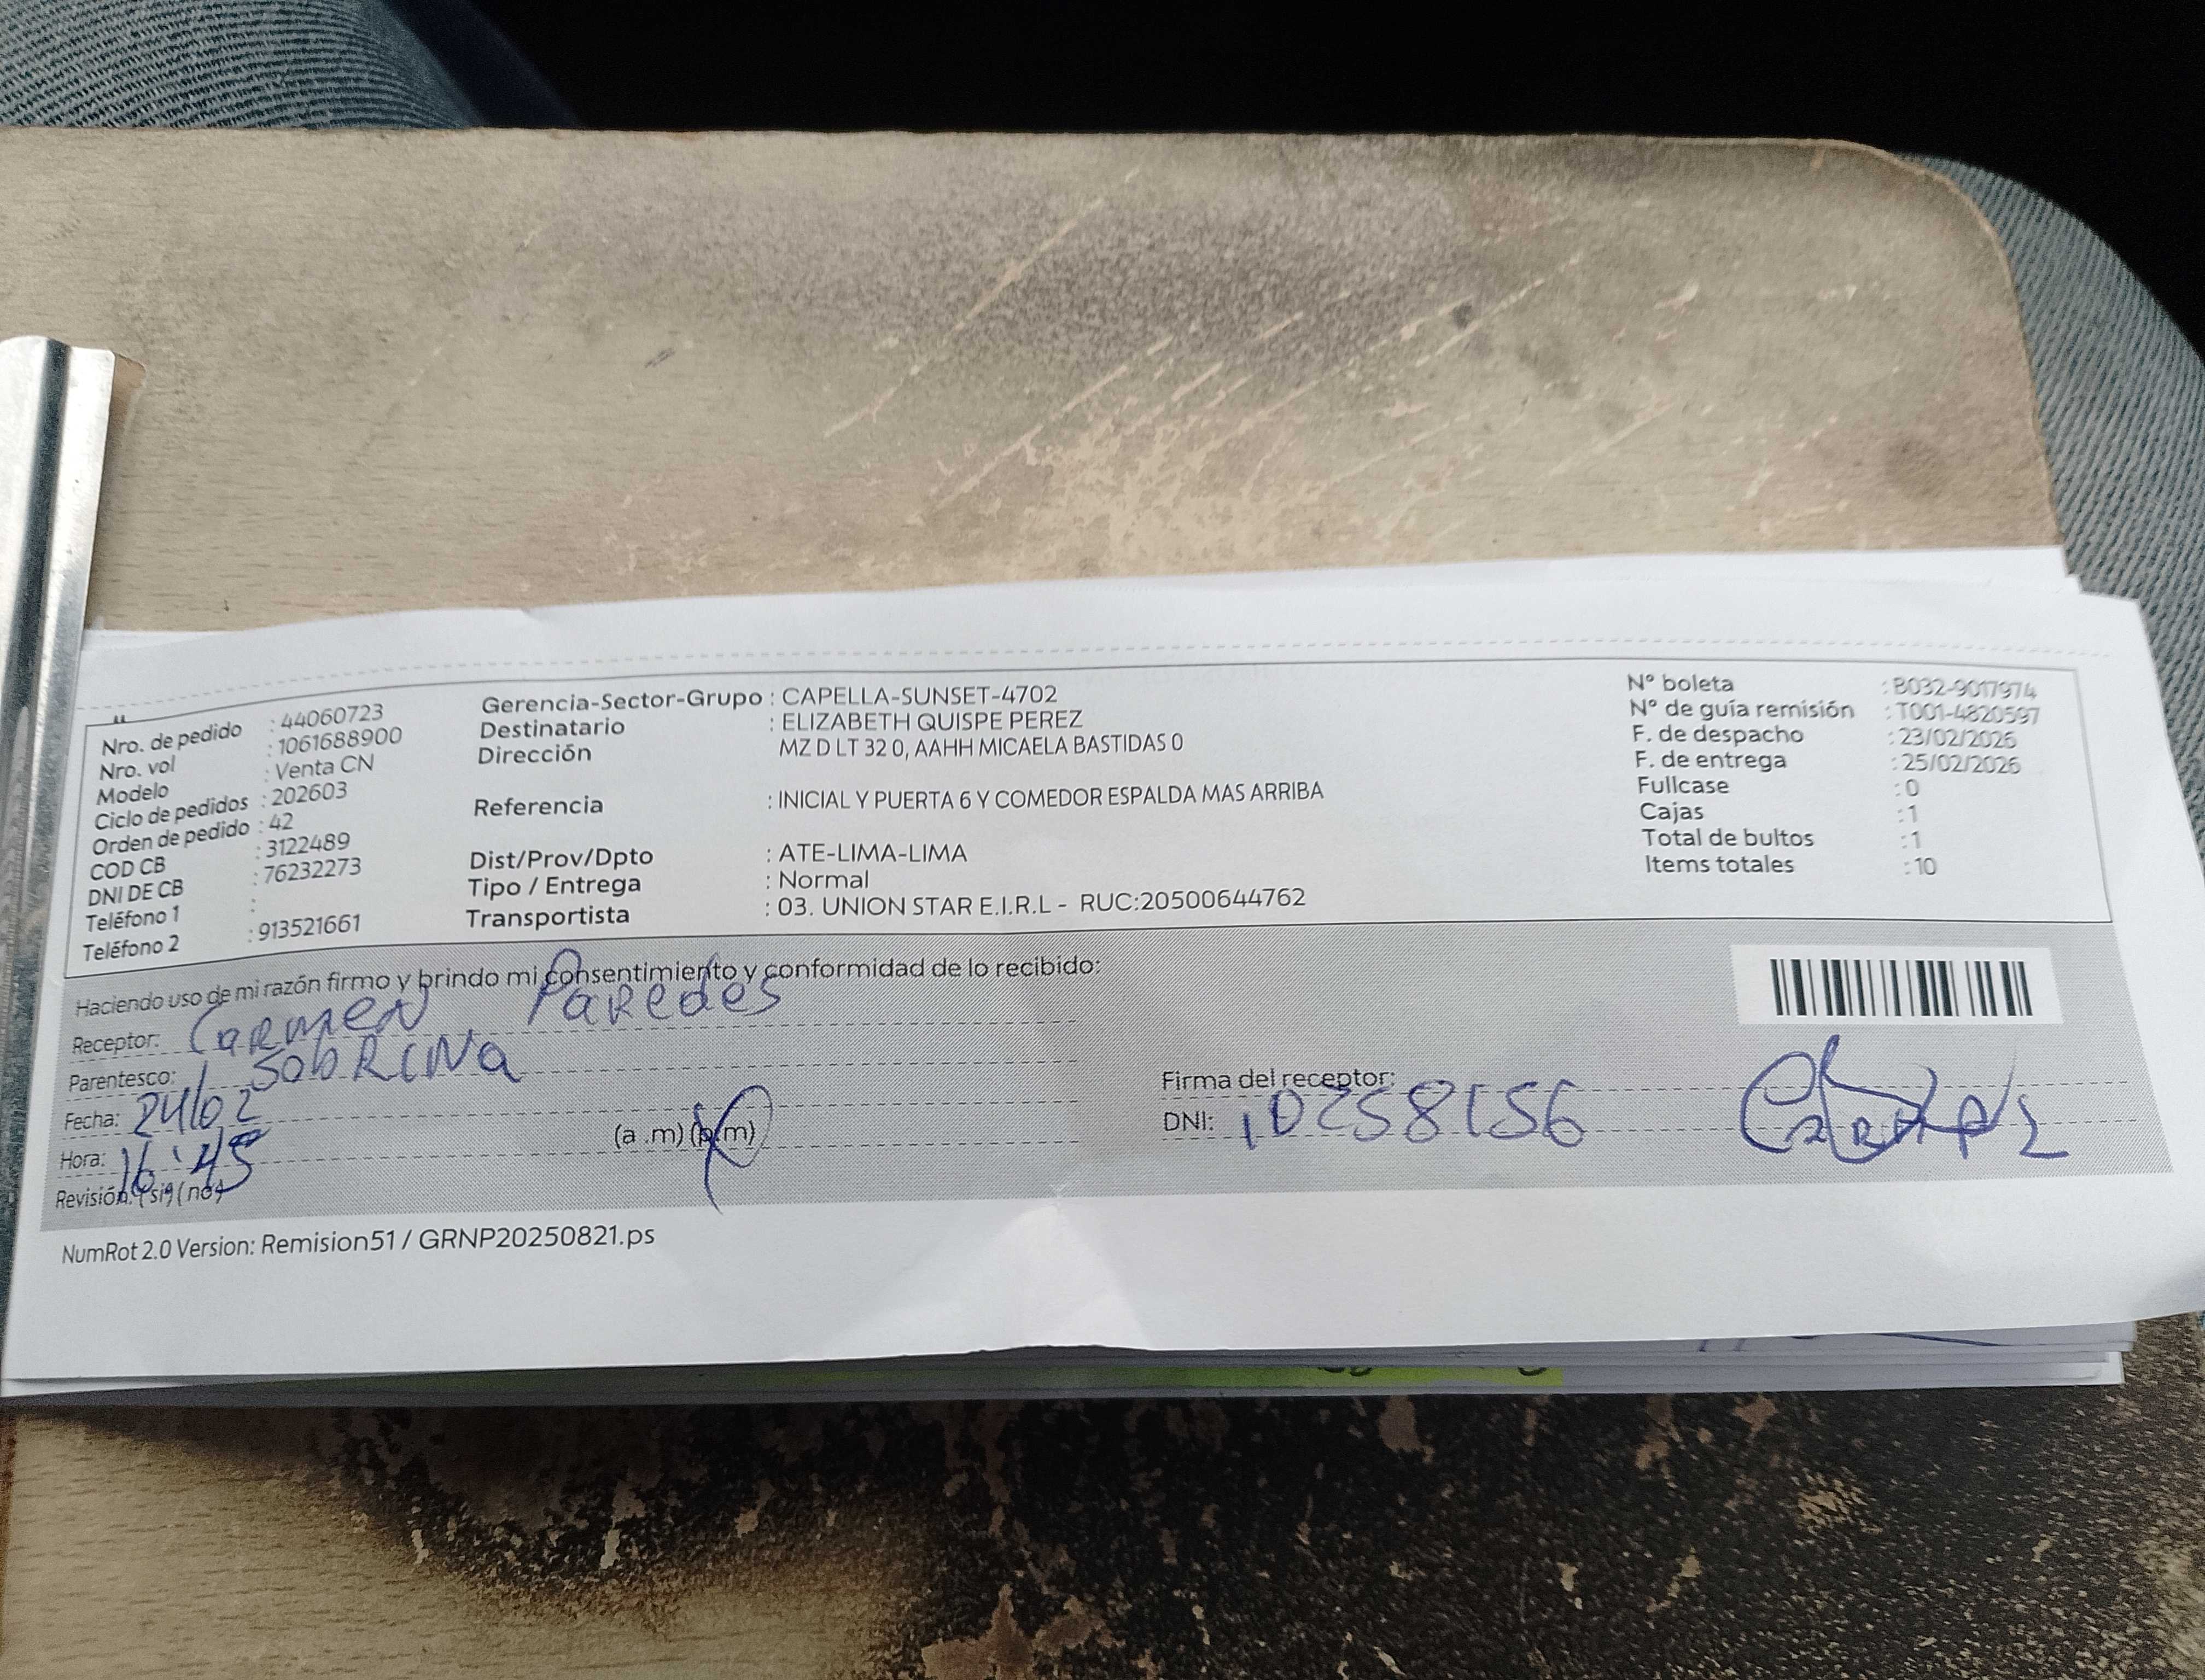 Nro. de pedido : 44060723
Nro. vol : 1061688900
Modelo : Venta CN
Ciclo de pedidos : 202603
Orden de pedido : 42
COD CB : 3122489
DNI DE CB : 76232273
Teléfono 1 :
Teléfono 2 : 913521661
Gerencia-Sector-Grupo : CAPELLA-SUNSET-4702
Destinatario : ELIZABETH QUISPE PEREZ
Dirección MZ D LT 32 0, AAHH MICAELA BASTIDAS 0
Referencia : INICIAL Y PUERTA 6 Y COMEDOR ESPALDA MAS ARRIBA
Dist/Prov/Dpto : ATE-LIMA-LIMA
Tipo / Entrega : Normal
Transportista : 03. UNION STAR E.I.R.L - RUC:20500644762
N° boleta : B032-9017974
N° de guía remisión : T001-4820597
F. de despacho : 23/02/2026
F. de entrega : 25/02/2026
Fullcase : 0
Cajas : 1
Total de bultos : 1
Items totales : 10
Haciendo uso de mi razón firmo y brindo mi consentimiento y conformidad de lo recibido:
Receptor: Carmen Paredes
Parentesco: SobRINa
Fecha: 24/02
Hora: 16:45 (a .m) (p.m)
Revisión: (si) (no)
Firma del receptor:
DNI:
NumRot 2.0 Version: Remision51 / GRNP20250821.ps